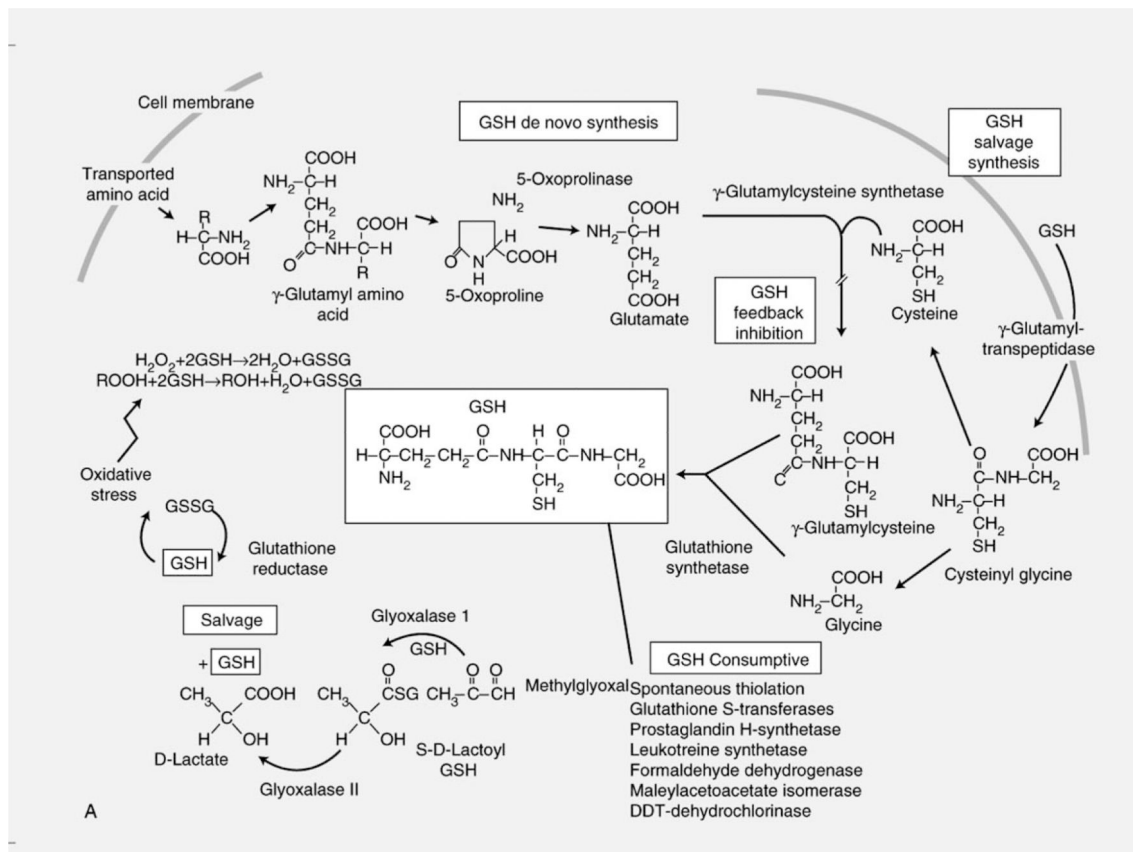 Cell membrane
GSH de novo synthesis
GSH
salvage
synthesis
Transported
amino acid
R
H–C–NH2
COOH
COOH
NH2–C–H
CH2
CH2
C–NH–C–H
O
COOH
R
γ-Glutamyl amino
acid
5-Oxoprolinase
NH2
H
O
N
H
COOH
5-Oxoproline
COOH
NH2–C–H
CH2
CH2
COOH
Glutamate
γ-Glutamylcysteine synthetase
COOH
NH2–C–H
CH2
SH
Cysteine
GSH
GSH
feedback
inhibition
γ-Glutamyl-
transpeptidase
H2O2+2GSH→2H2O+GSSG
ROOH+2GSH→ROH+H2O+GSSG
Oxidative
stress
GSSG
GSH
Glutathione
reductase
GSH
COOH O H O
H–C–CH2CH2C–NH–C–C–NH–CH2
NH2 CH2 COOH
SH
COOH
NH2–C–H
CH2
CH2 COOH
C–NH–C–H
C CH2
SH
γ-Glutamylcysteine
Glutathione
synthetase
COOH
NH2–CH2
Glycine
O COOH
C–NH–CH2
NH2–C–H
CH2
SH
Cysteinyl glycine
Salvage
+ GSH
CH3 COOH
C
H OH
D-Lactate
Glyoxalase 1
GSH
O
CH3 CSG
C
H OH
S-D-Lactoyl
GSH
O O
CH3–C–CH
Methylglyoxal
Glyoxalase II
GSH Consumptive
Spontaneous thiolation
Glutathione S-transferases
Prostaglandin H-synthetase
Leukotreine synthetase
Formaldehyde dehydrogenase
Maleylacetoacetate isomerase
DDT-dehydrochlorinase
A